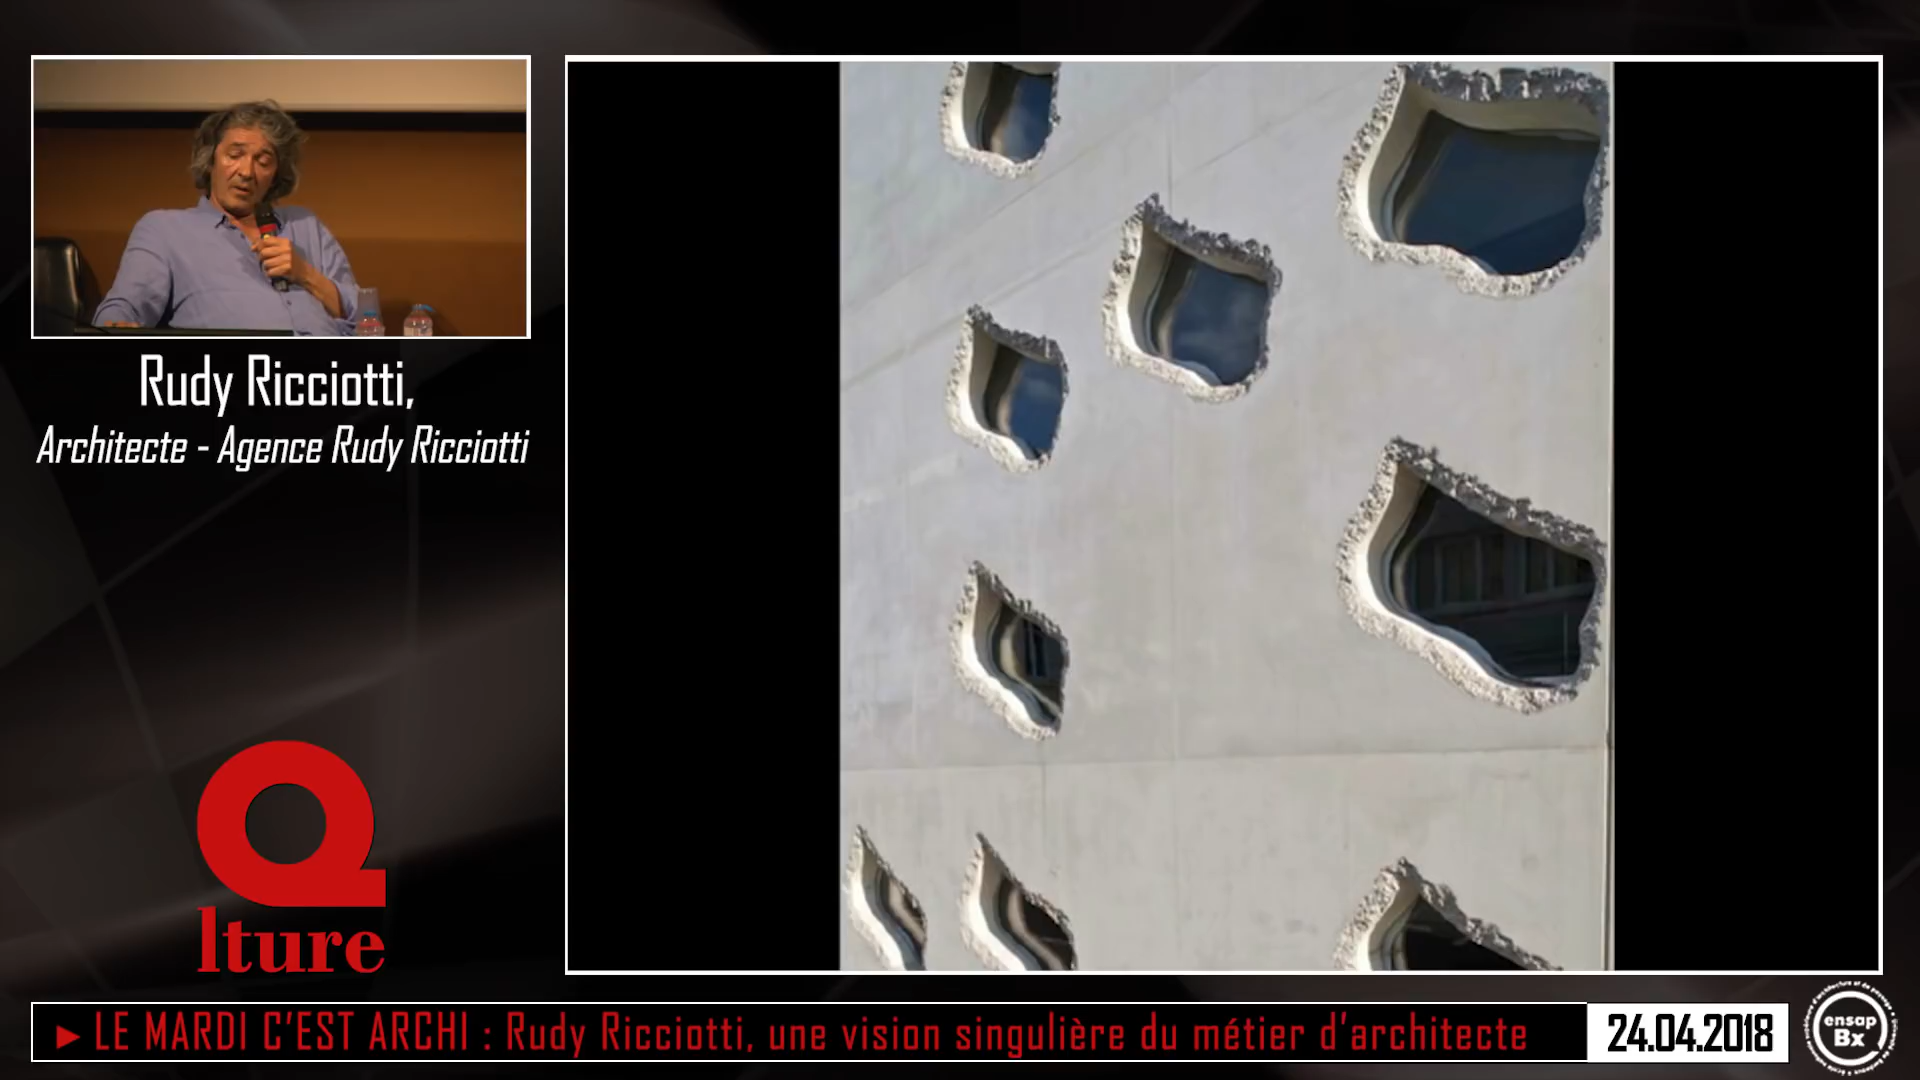 Rudy Ricciotti,
Architecte - Agence Rudy Ricciotti
Q
lture
► LE MARDI C'EST ARCHI : Rudy Ricciotti, une vision singulière du métier d'architecte
24.04.2018
ensap
Bx